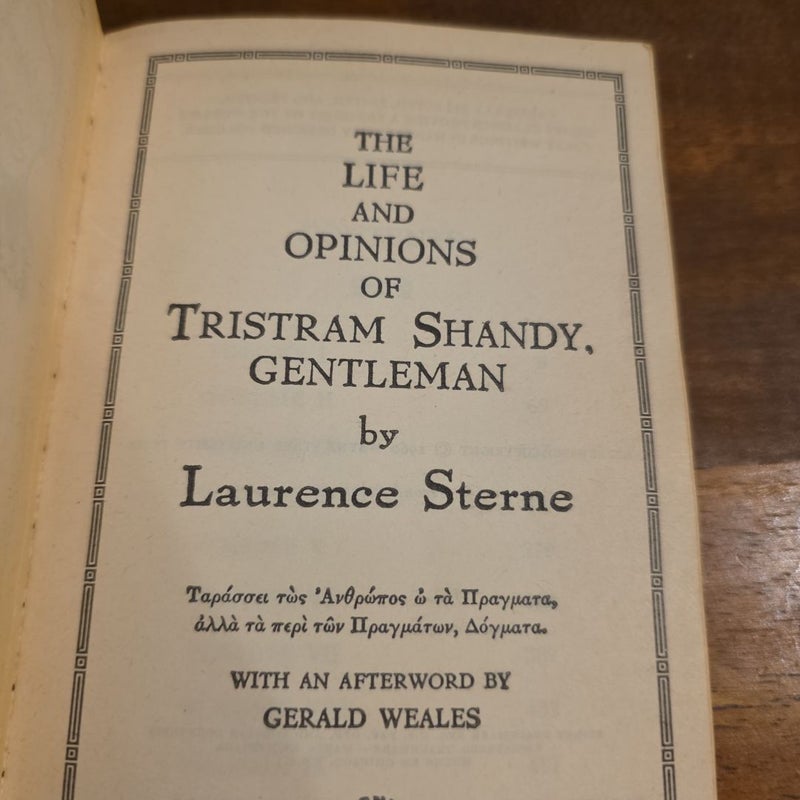 THE
LIFE
AND
OPINIONS
OF
TRISTRAM SHANDY,
GENTLEMAN
by
Laurence Sterne
Ταράσσει τὼς Ἀνθρώπος ὠ τὰ Πραγματα,
ἀλλὰ τὰ περὶ τῶν Πραγμάτων, Δόγματα.
WITH AN AFTERWORD BY
GERALD WEALES